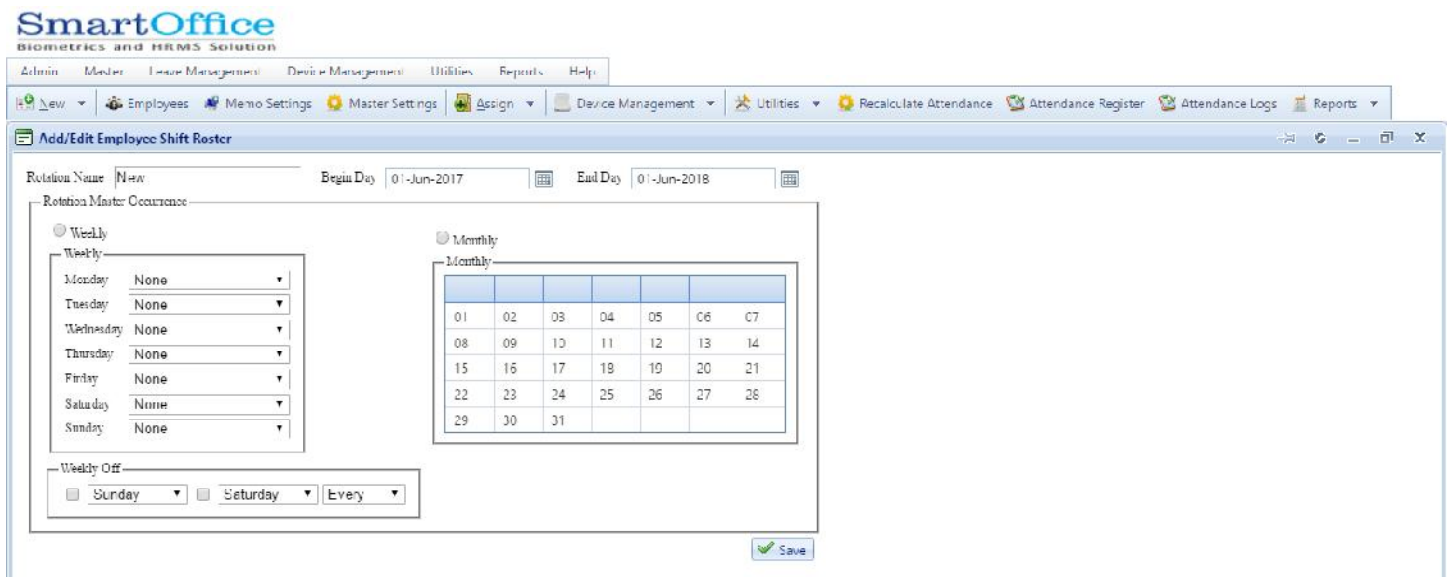 SmartOffice
Biometrics and HRMS Solution
Admin Master Leave Management Device Management Utilities Reports Help
New Employees Memo Settings Master Settings Assign Device Management Utilities Recalculate Attendance Attendance Register Attendance Logs Reports
Add/Edit Employee Shift Roster
Rotation Name New Begin Day 01-Jun-2017 End Day 01-Jun-2018
Rotation Master Occurrence
Weekly Monthly
Weekly Monthly
Monday None
Tuesday None
01 02 03 04 05 06 07
Wednesday None
08 09 10 11 12 13 14
Thursday None
15 16 17 18 19 20 21
Firday None
22 23 24 25 26 27 28
Saturday None
29 30 31
Sunday None
Weekly Off
Sunday Saturday Every
Save